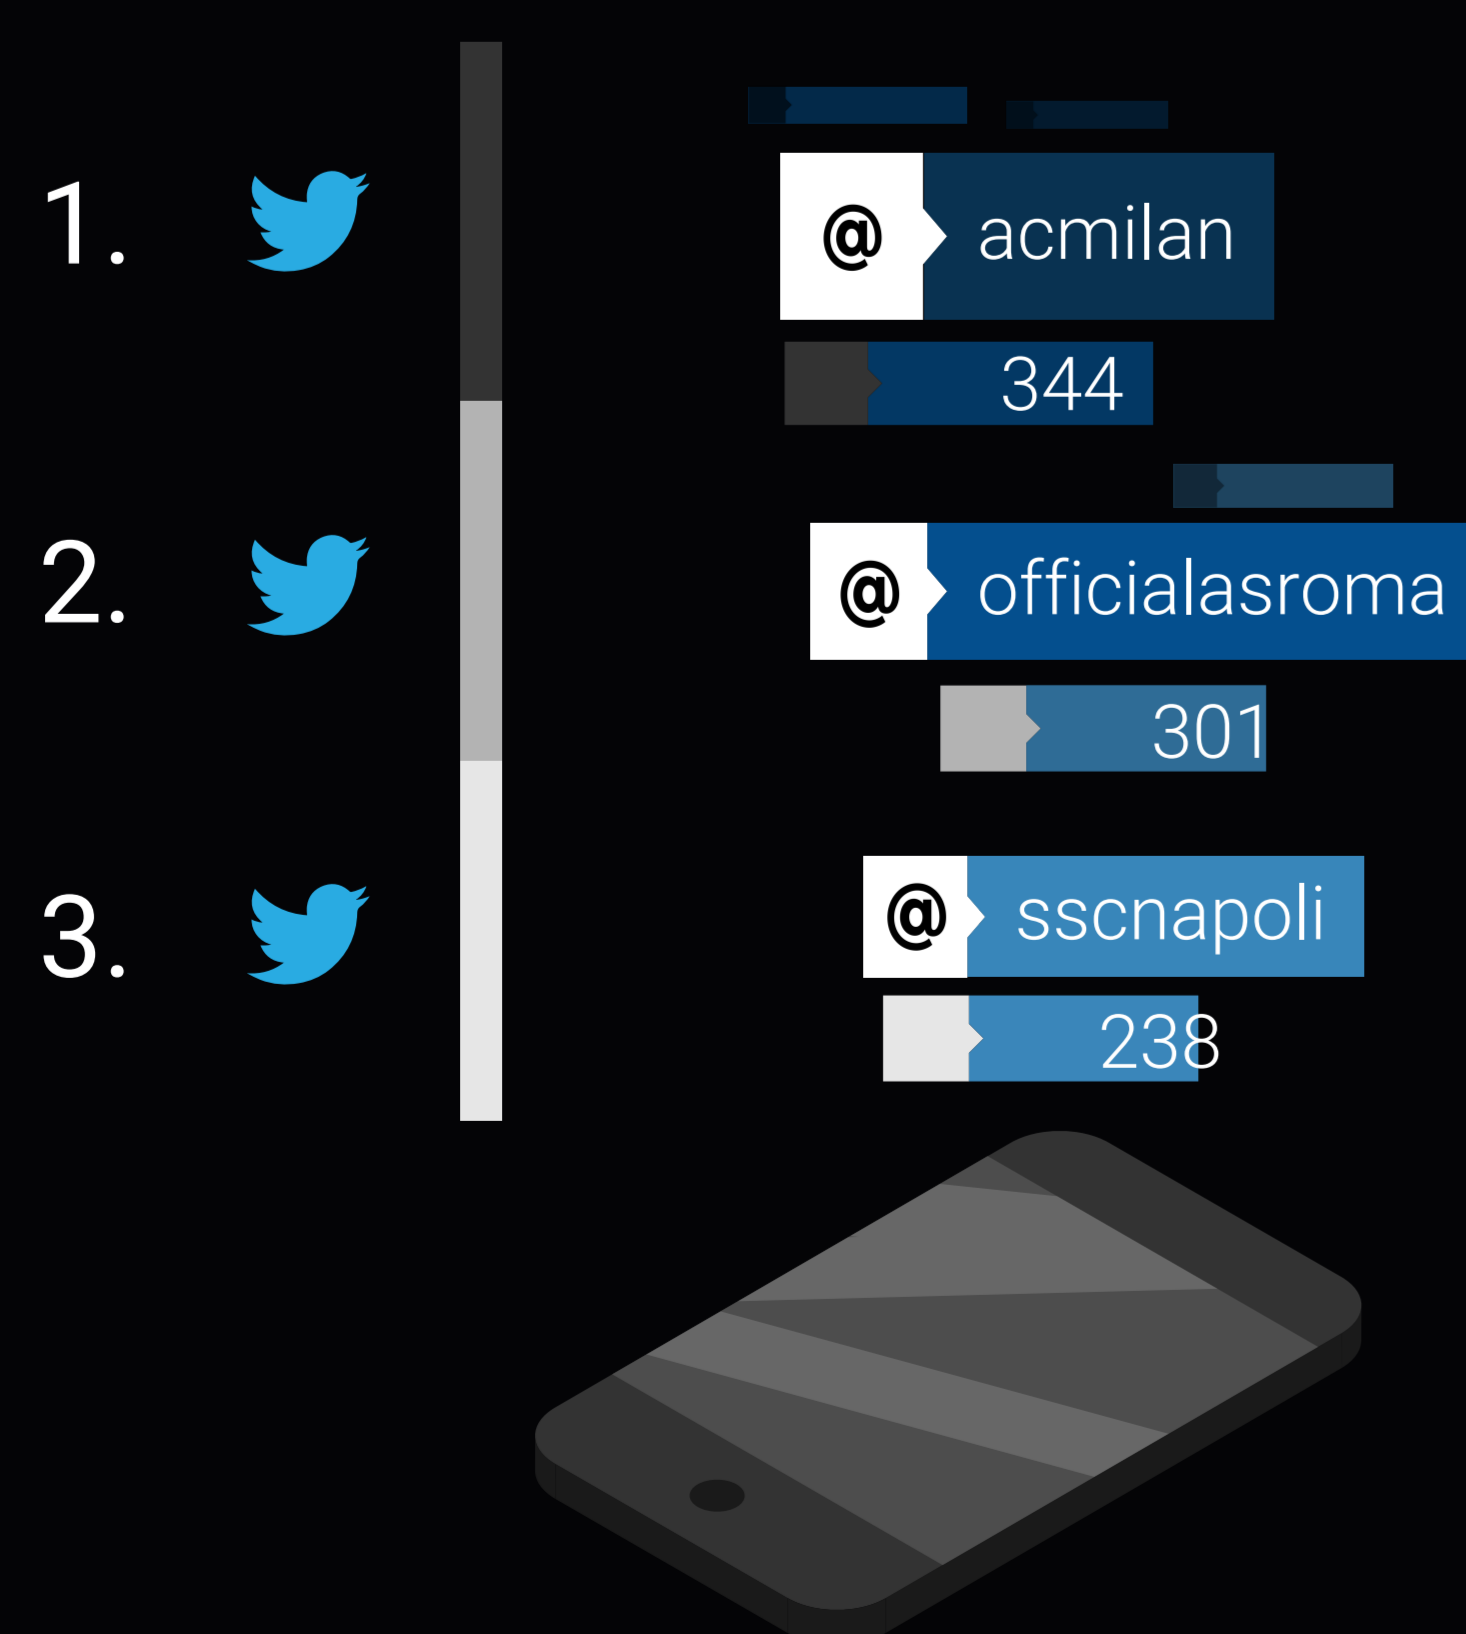 1.
@ acmilan
344
2.
@ officialasroma
301
3.
@ sscnapoli
238